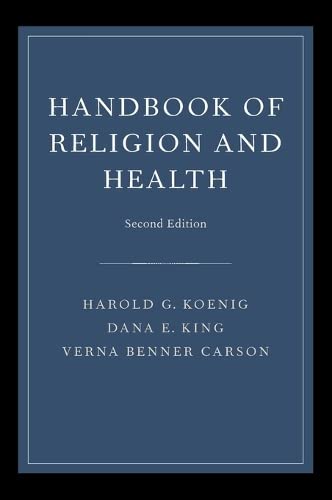 HANDBOOK OF
RELIGION AND
HEALTH
Second Edition
HAROLD G. KOENIG
DANA E. KING
VERNA BENNER CARSON